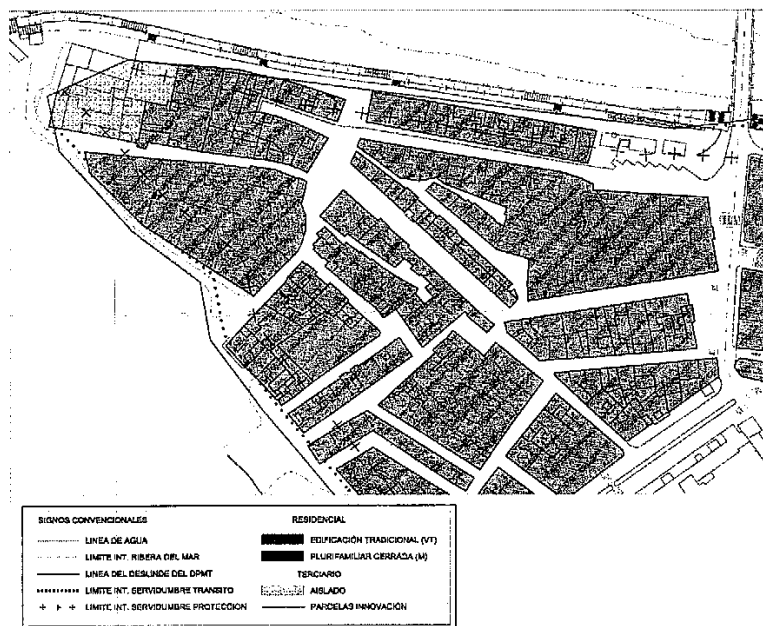 SIGNOS CONVENCIONALES
LINEA DE AGUA
LIMITE INT. RIBERA DEL MAR
LINEA DEL DESLINDE DEL DPMT
LIMITE INT. SERVIDUMBRE TRANSITO
LIMITE INT. SERVIDUMBRE PROTECCION
RESIDENCIAL
EDIFICACIÓN TRADICIONAL (VT)
PLURIFAMILIAR CERRADA (M)
TERCIARIO
AISLADO
PARCELAS INNOVACIÓN